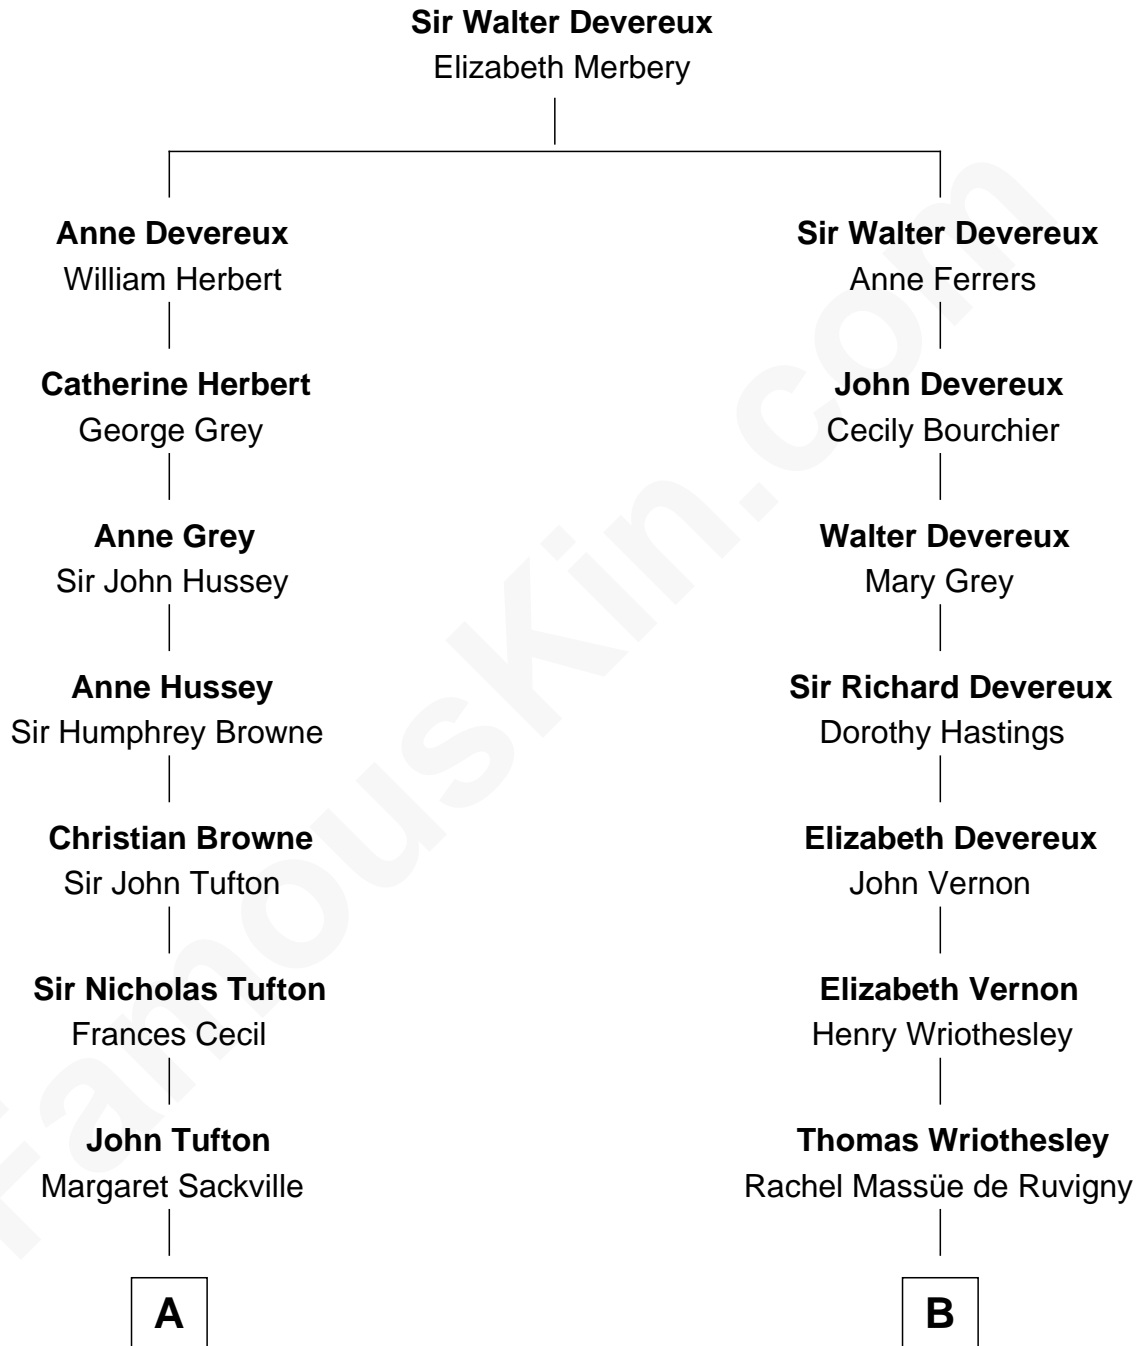 Sir Walter Devereux
Elizabeth Merbery
Anne Devereux
William Herbert
Sir Walter Devereux
Anne Ferrers
Catherine Herbert
George Grey
John Devereux
Cecily Bourchier
Anne Grey
Sir John Hussey
Walter Devereux
Mary Grey
Anne Hussey
Sir Humphrey Browne
Sir Richard Devereux
Dorothy Hastings
Christian Browne
Sir John Tufton
Elizabeth Devereux
John Vernon
Sir Nicholas Tufton
Frances Cecil
Elizabeth Vernon
Henry Wriothesley
John Tufton
Margaret Sackville
Thomas Wriothesley
Rachel Massüe de Ruvigny
A
B
FamousKin.com